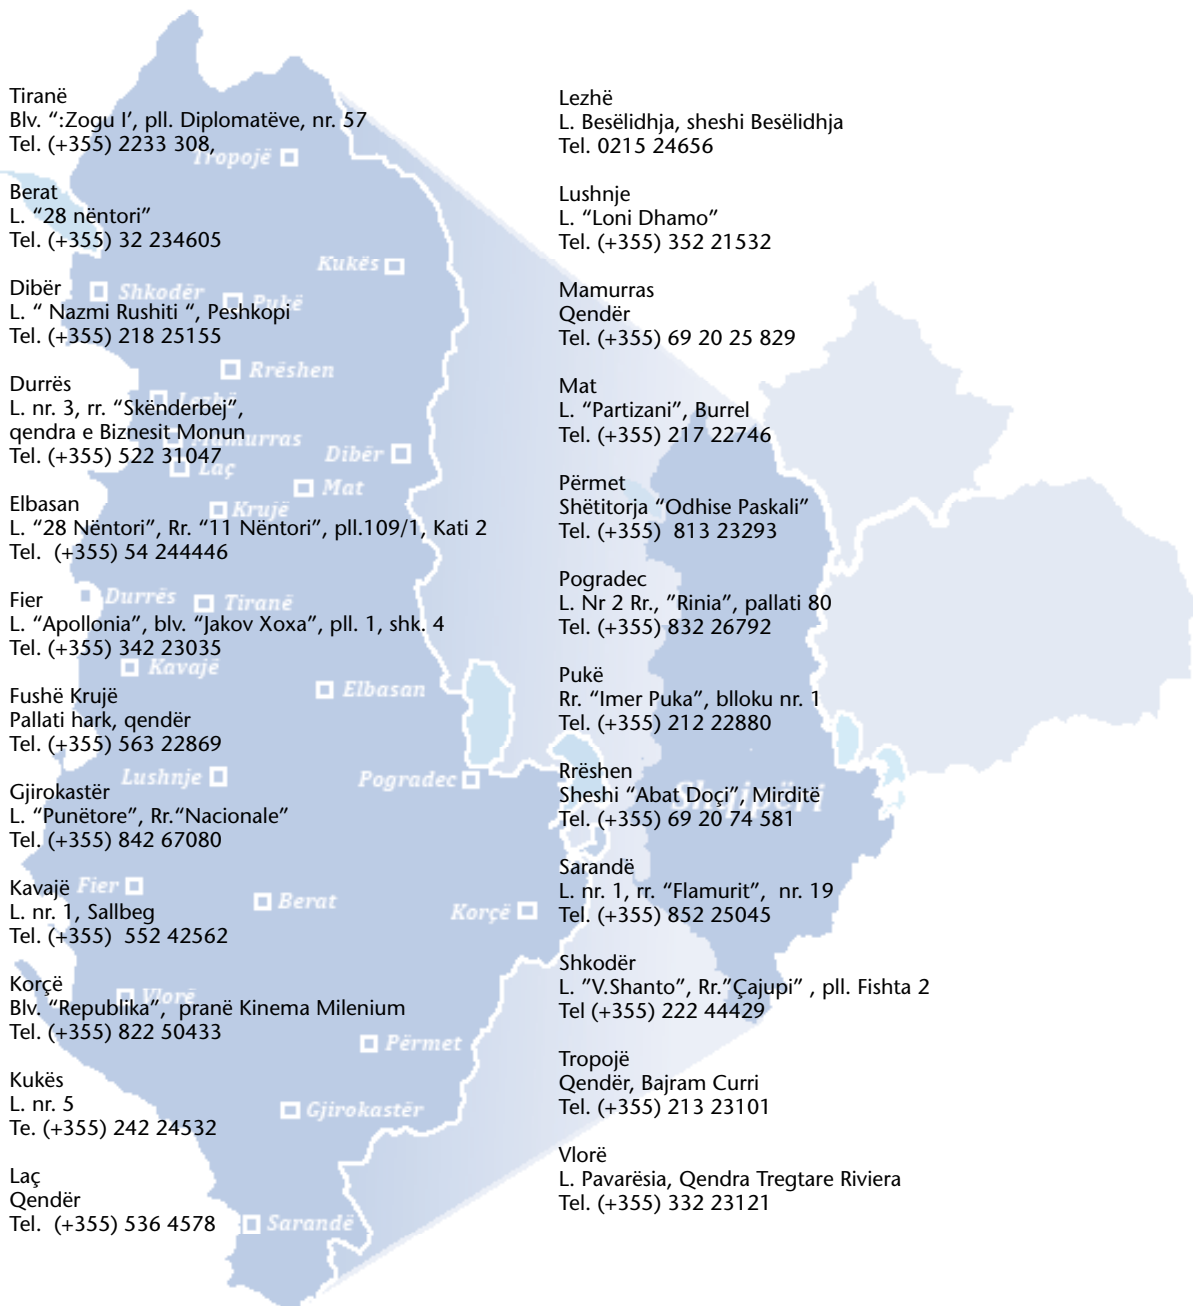 Tiranë
Blv. “:Zogu I’, pll. Diplomatëve, nr. 57
Tel. (+355) 2233 308,
Berat
L. “28 nëntori”
Tel. (+355) 32 234605
Dibër
L. “ Nazmi Rushiti “, Peshkopi
Tel. (+355) 218 25155
Durrës
L. nr. 3, rr. “Skënderbej”,
qendra e Biznesit Monun
Tel. (+355) 522 31047
Elbasan
L. “28 Nëntori”, Rr. “11 Nëntori”, pll.109/1, Kati 2
Tel.  (+355) 54 244446
Fier
L. “Apollonia”, blv. “Jakov Xoxa”, pll. 1, shk. 4
Tel. (+355) 342 23035
Fushë Krujë
Pallati hark, qendër
Tel. (+355) 563 22869
Gjirokastër
L. “Punëtore”, Rr.“Nacionale”
Tel. (+355) 842 67080
Kavajë
L. nr. 1, Sallbeg
Tel. (+355)  552 42562
Korçë
Blv. “Republika”,  pranë Kinema Milenium
Tel. (+355) 822 50433
Kukës
L. nr. 5
Te. (+355) 242 24532
Laç
Qendër
Tel.  (+355) 536 4578
Lezhë
L. Besëlidhja, sheshi Besëlidhja
Tel. 0215 24656
Lushnje
L. “Loni Dhamo”
Tel. (+355) 352 21532
Mamurras
Qendër
Tel. (+355) 69 20 25 829
Mat
L. “Partizani”, Burrel
Tel. (+355) 217 22746
Përmet
Shëtitorja “Odhise Paskali”
Tel. (+355)  813 23293
Pogradec
L. Nr 2 Rr., ”Rinia”, pallati 80
Tel. (+355) 832 26792
Pukë
Rr. “Imer Puka”, blloku nr. 1
Tel. (+355) 212 22880
Rrëshen
Sheshi “Abat Doçi”, Mirditë
Tel. (+355) 69 20 74 581
Sarandë
L. nr. 1, rr. “Flamurit”,  nr. 19
Tel. (+355) 852 25045
Shkodër
L. ”V.Shanto”, Rr.”Çajupi” , pll. Fishta 2
Tel (+355) 222 44429
Tropojë
Qendër, Bajram Curri
Tel. (+355) 213 23101
Vlorë
L. Pavarësia, Qendra Tregtare Riviera
Tel. (+355) 332 23121
Tropojë
Kukës
Shkodër
Pukë
Rrëshen
Lezhë
Mamurras
Dibër
Laç
Mat
Krujë
Durrës
Tiranë
Kavajë
Elbasan
Lushnje
Pogradec
Fier
Berat
Korçë
Vlorë
Përmet
Gjirokastër
Sarandë
Shqipëri